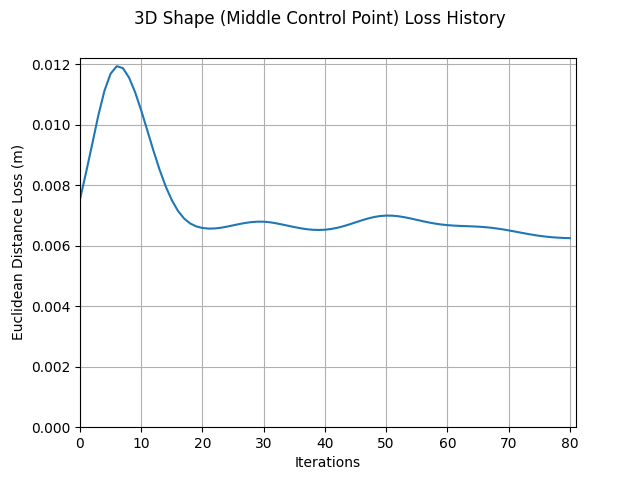 3D Shape (Middle Control Point) Loss History
Euclidean Distance Loss (m)
0.012
0.010
0.008
0.006
0.004
0.002
0.000
0 10 20 30 40 50 60 70 80
Iterations